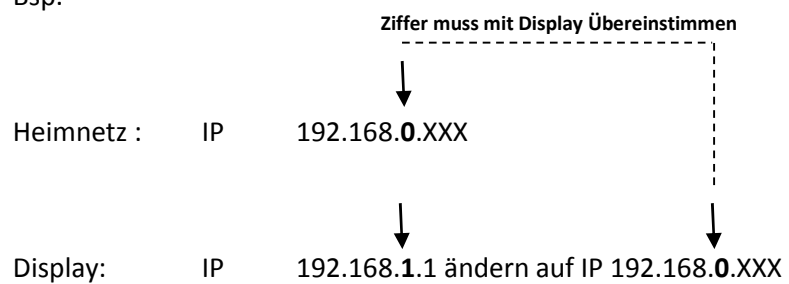 Ziffer muss mit Display Übereinstimmen
Heimnetz : IP 192.168.0.XXX
Display: IP 192.168.1.1 ändern auf IP 192.168.0.XXX